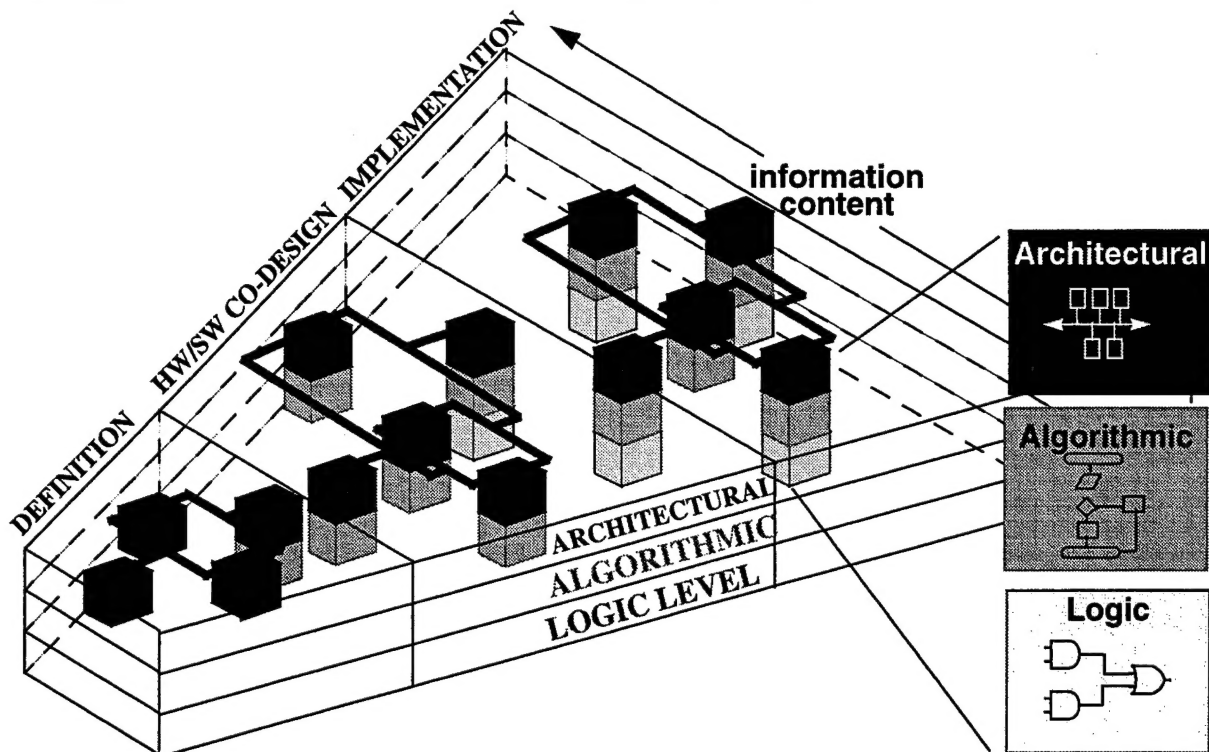 DEFINITION
HW/SW CO-DESIGN
IMPLEMENTATION
information
content
Architectural
Algorithmic
Logic
ARCHITECTURAL
ALGORITHMIC
LOGIC LEVEL